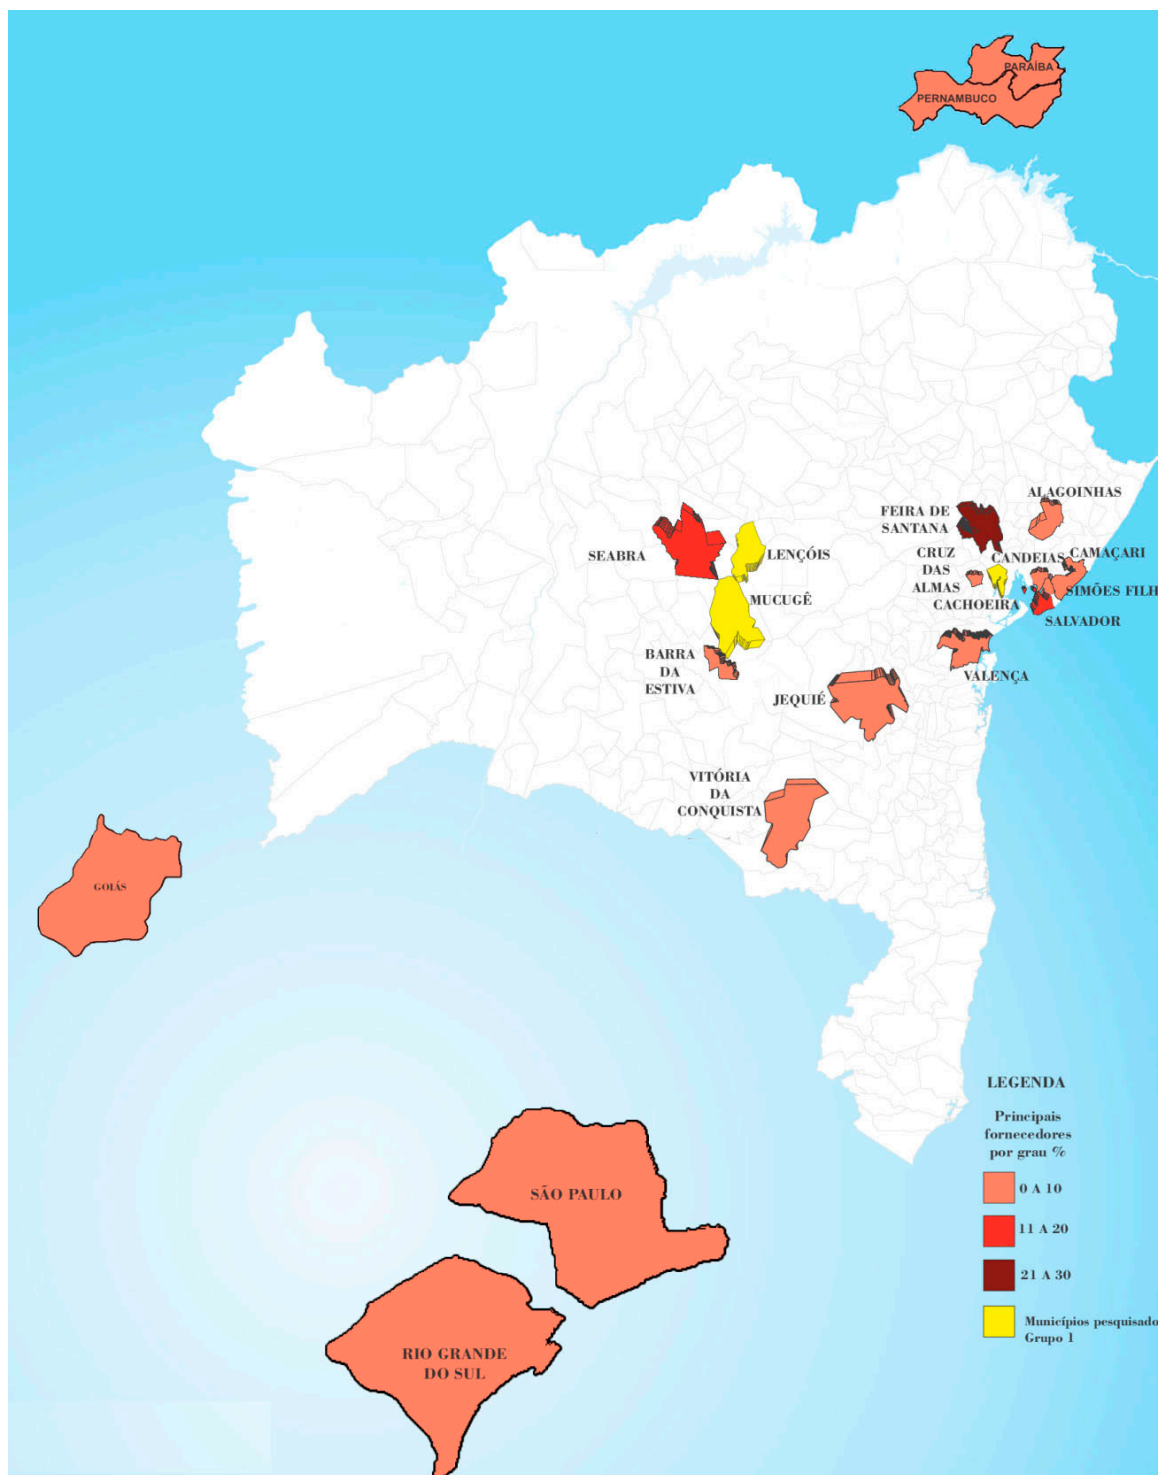 PARAÍBA
PERNAMBUCO
ALAGOINHAS
FEIRA DE
SANTANA
SEABRA
LENÇÓIS
CRUZ
DAS
ALMAS
CANDEIAS
CAMAÇARI
SIMÕES FILH
CACHOEIRA
SALVADOR
MUCUGÊ
BARRA
DA
ESTIVA
VALENÇA
JEQUIÉ
VITÓRIA
DA
CONQUISTA
GOIÁS
SÃO PAULO
RIO GRANDE
DO SUL
LEGENDA
Principais
fornecedores
por grau %
0 A 10
11 A 20
21 A 30
Municípios pesquisado
Grupo 1